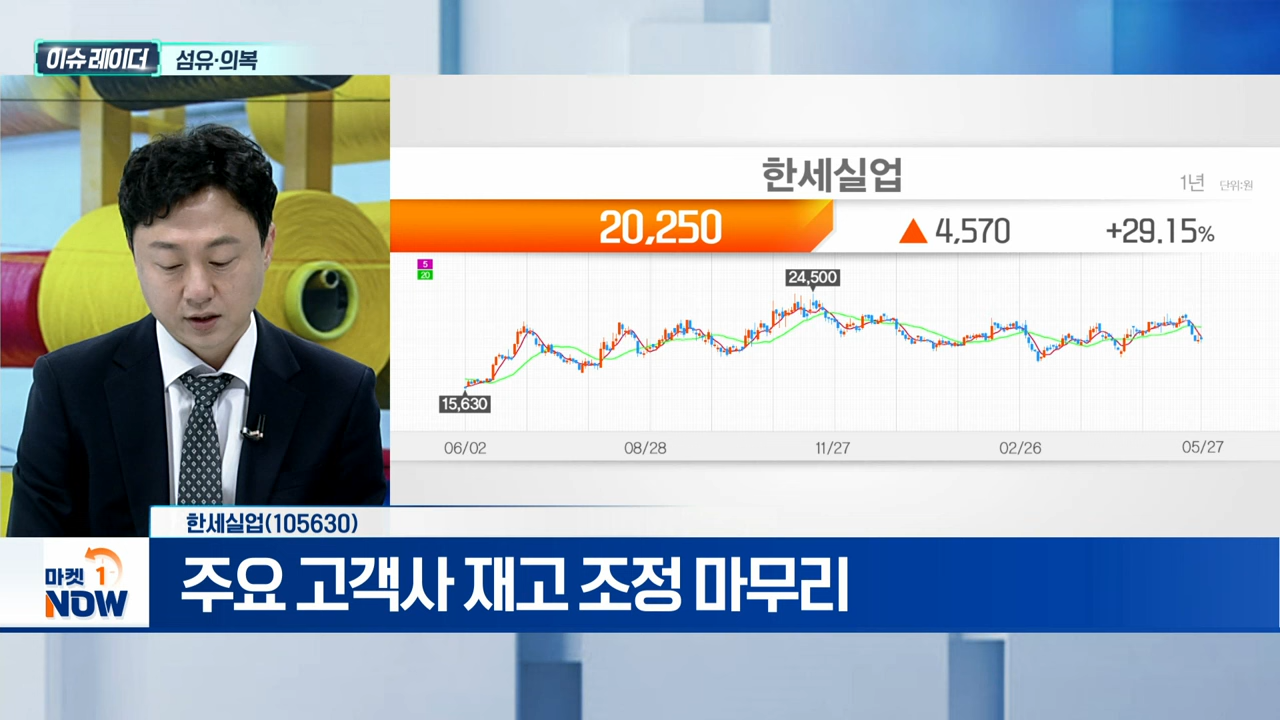 이슈 레이더 섬유·의복
한세실업
1년 단위:원
20,250 ▲ 4,570 +29.15%
5
20
24,500
15,630
06/02 08/28 11/27 02/26 05/27
한세실업(105630)
마켓 1 NOW
주요 고객사 재고 조정 마무리